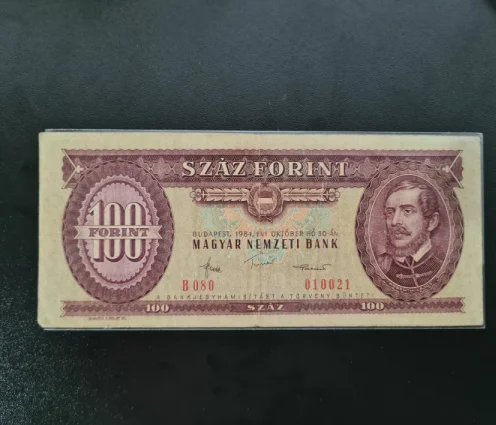 SZÁZ FORINT
100
FORINT
BUDAPEST, 1984. ÉVI OKTÓBER HÓ 30-ÁN
MAGYAR NEMZETI BANK
B 080 010021
A BANKJEGYHAMISÍTÁST A TÖRVÉNY BÜNTETI
100 SZÁZ 100